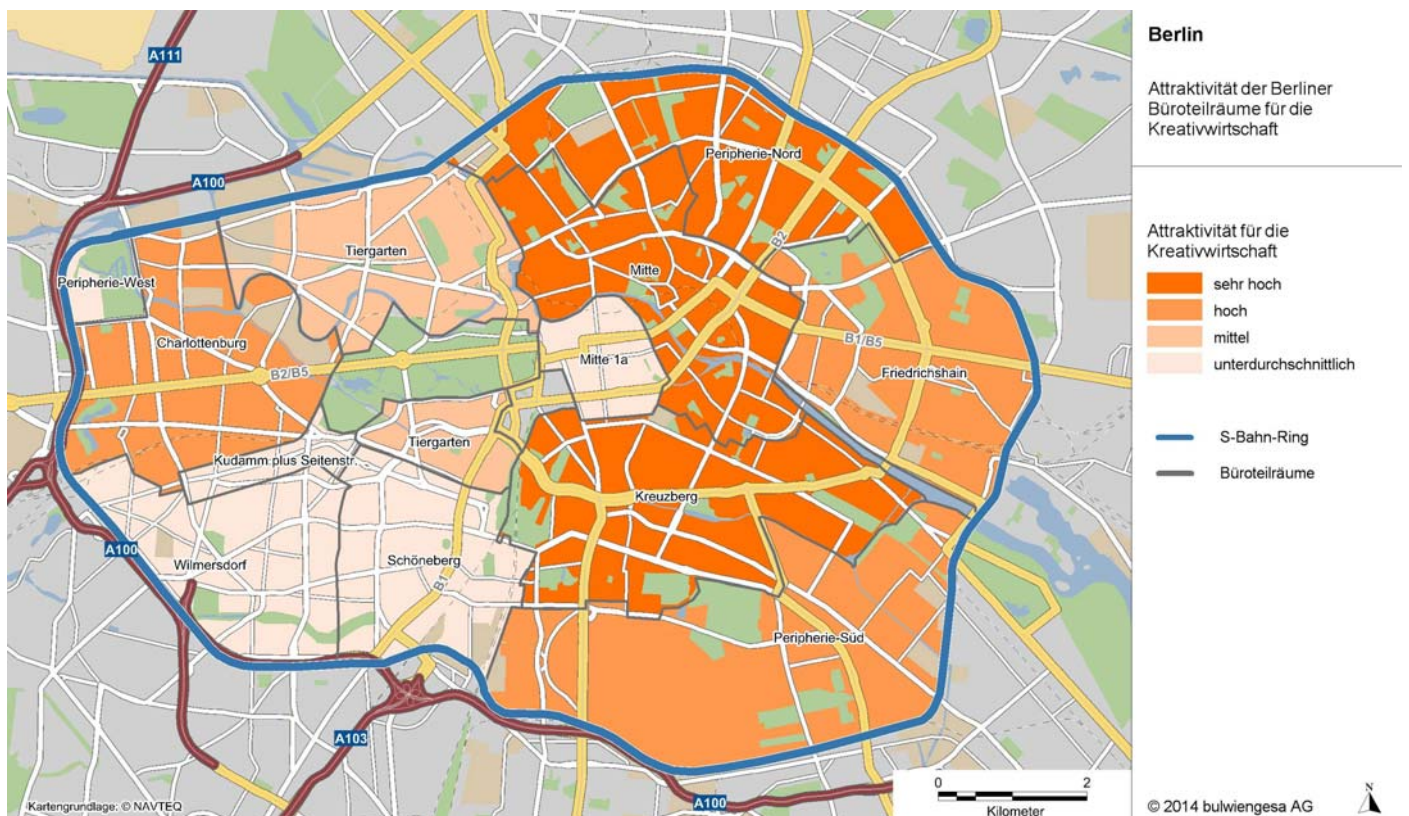 A111
A100
Peripherie-Nord
Tiergarten
Peripherie-West
Mitte
B2
Charlottenburg
B2/B5
Mitte 1a
B1/B5
Friedrichshain
Tiergarten
Kudamm plus Seitenstr.
Kreuzberg
A100
Wilmersdorf
Schöneberg
B1
Peripherie-Süd
A103
A100
Kartengrundlage: © NAVTEQ
0 2
Kilometer
Berlin
Attraktivität der Berliner
Büroteilräume für die
Kreativwirtschaft
Attraktivität für die
Kreativwirtschaft
sehr hoch
hoch
mittel
unterdurchschnittlich
S-Bahn-Ring
Büroteilräume
© 2014 bulwiengesa AG
N